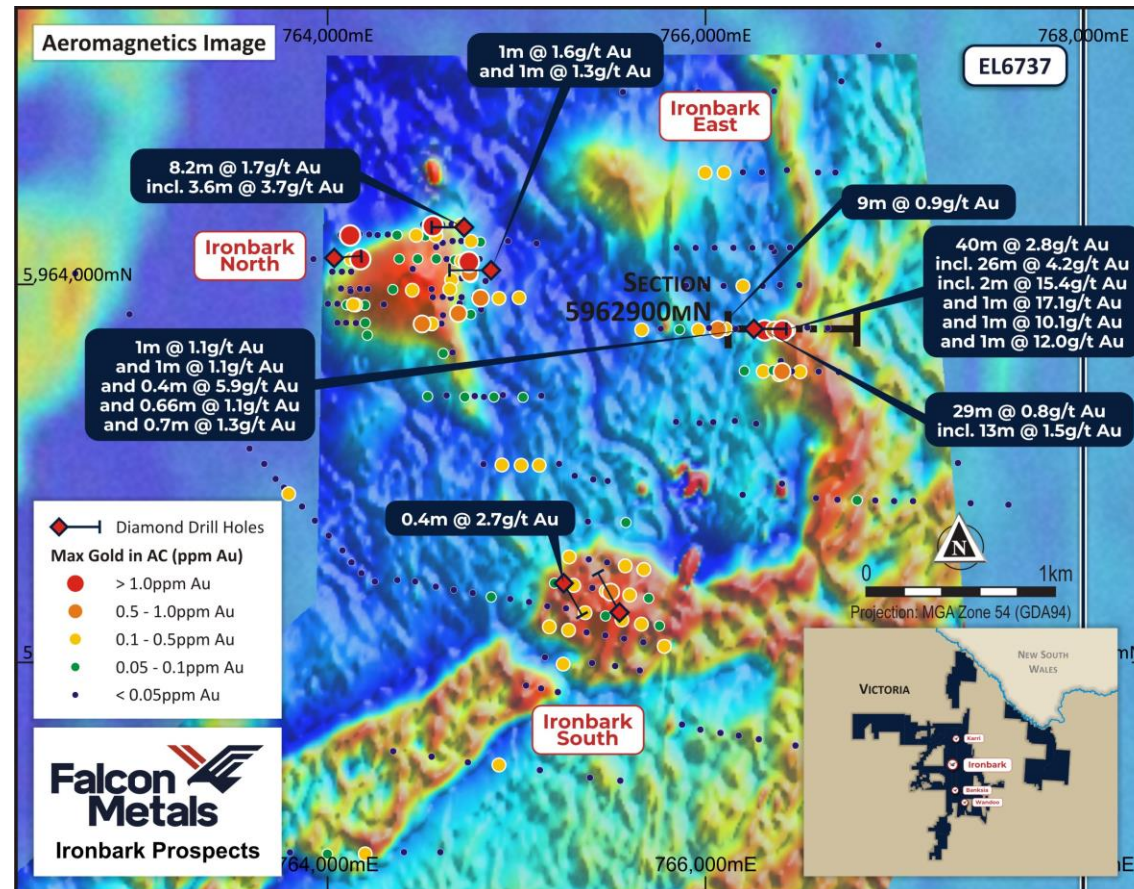 Aeromagnetics Image
764,000mE
766,000mE
768,000mE
EL6737
1m @ 1.6g/t Au
and 1m @ 1.3g/t Au
Ironbark
East
8.2m @ 1.7g/t Au
incl. 3.6m @ 3.7g/t Au
9m @ 0.9g/t Au
Ironbark
North
5,964,000mN
SECTION
5962900MN
40m @ 2.8g/t Au
incl. 26m @ 4.2g/t Au
incl. 2m @ 15.4g/t Au
and 1m @ 17.1g/t Au
and 1m @ 10.1g/t Au
and 1m @ 12.0g/t Au
1m @ 1.1g/t Au
and 1m @ 1.1g/t Au
and 0.4m @ 5.9g/t Au
and 0.66m @ 1.1g/t Au
and 0.7m @ 1.3g/t Au
29m @ 0.8g/t Au
incl. 13m @ 1.5g/t Au
0.4m @ 2.7g/t Au
Diamond Drill Holes
Max Gold in AC (ppm Au)
> 1.0ppm Au
0.5 - 1.0ppm Au
0.1 - 0.5ppm Au
0.05 - 0.1ppm Au
< 0.05ppm Au
N
0 1km
Projection: MGA Zone 54 (GDA94)
Ironbark
South
NEW SOUTH
WALES
VICTORIA
Karri
Ironbark
Banksia
Wandoo
Falcon
Metals
Ironbark Prospects
764,000mE
766,000mE